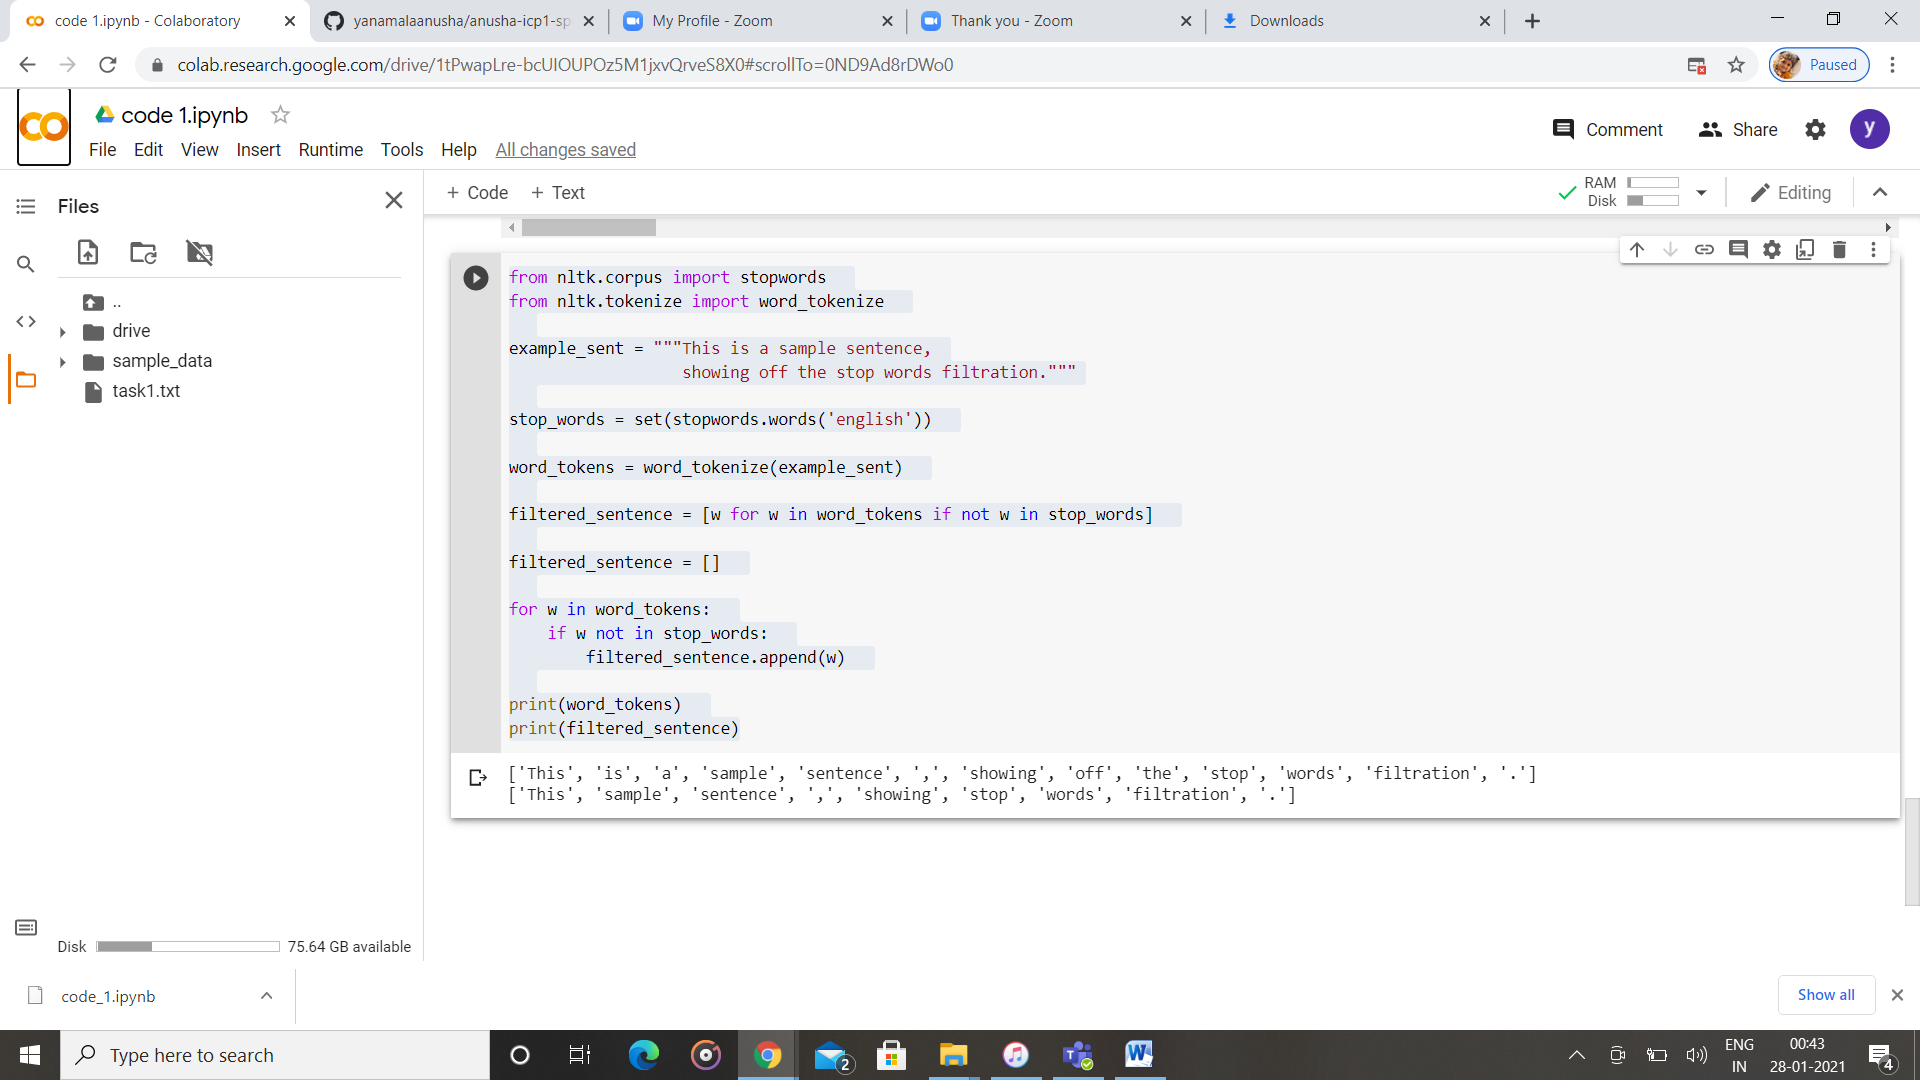 code 1.ipynb - Colaboratory
yanamalaanusha/anusha-icp1-sp
My Profile - Zoom
Thank you - Zoom
Downloads
colab.research.google.com/drive/1tPwapLre-bcUIOUPOz5M1jxvQrveS8X0#scrollTo=0ND9Ad8rDWo0
Paused
code 1.ipynb
Comment
Share
y
File Edit View Insert Runtime Tools Help All changes saved
Files
+ Code + Text
RAM
Disk
Editing
..
drive
sample_data
task1.txt
from nltk.corpus import stopwords
from nltk.tokenize import word_tokenize
example_sent = """This is a sample sentence,
showing off the stop words filtration."""
stop_words = set(stopwords.words('english'))
word_tokens = word_tokenize(example_sent)
filtered_sentence = [w for w in word_tokens if not w in stop_words]
filtered_sentence = []
for w in word_tokens:
if w not in stop_words:
filtered_sentence.append(w)
print(word_tokens)
print(filtered_sentence)
['This', 'is', 'a', 'sample', 'sentence', ',', 'showing', 'off', 'the', 'stop', 'words', 'filtration', '.']
['This', 'sample', 'sentence', ',', 'showing', 'stop', 'words', 'filtration', '.']
Disk 75.64 GB available
code_1.ipynb
Show all
Type here to search
2
ENG
IN
00:43
28-01-2021
4